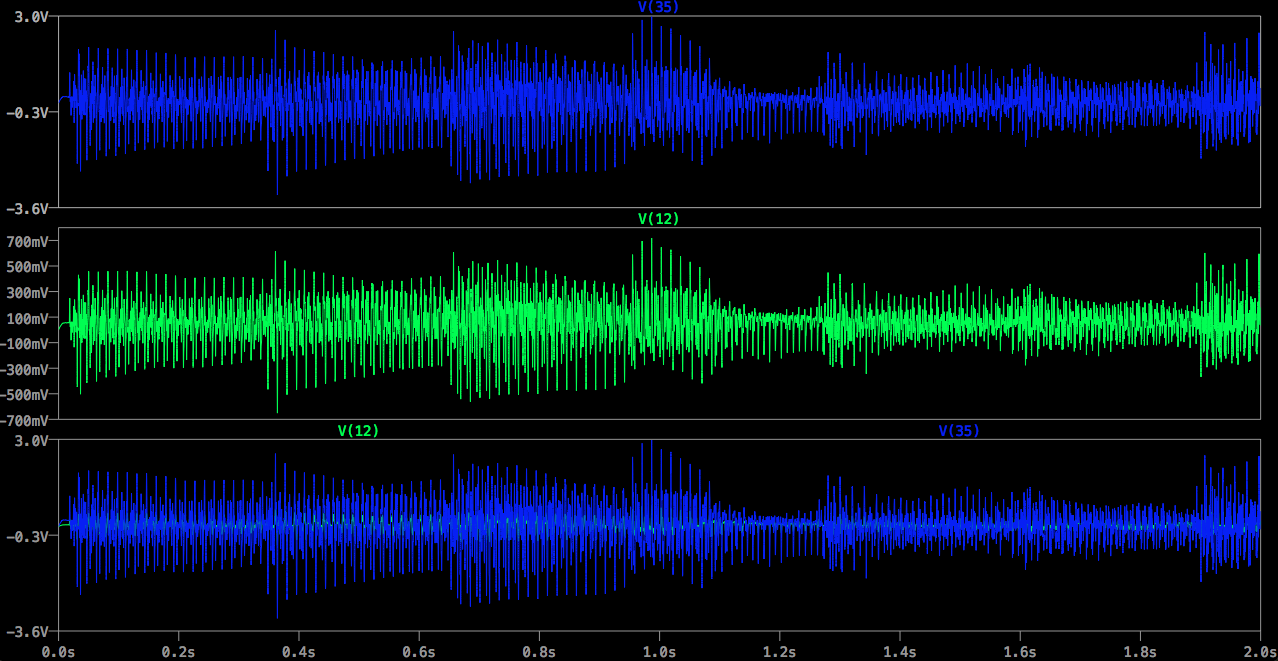 V(35)
3.0V
-0.3V
-3.6V
V(12)
700mV
500mV
300mV
100mV
-100mV
-300mV
-500mV
-700mV
V(12) V(35)
3.0V
-0.3V
-3.6V
0.0s 0.2s 0.4s 0.6s 0.8s 1.0s 1.2s 1.4s 1.6s 1.8s 2.0s